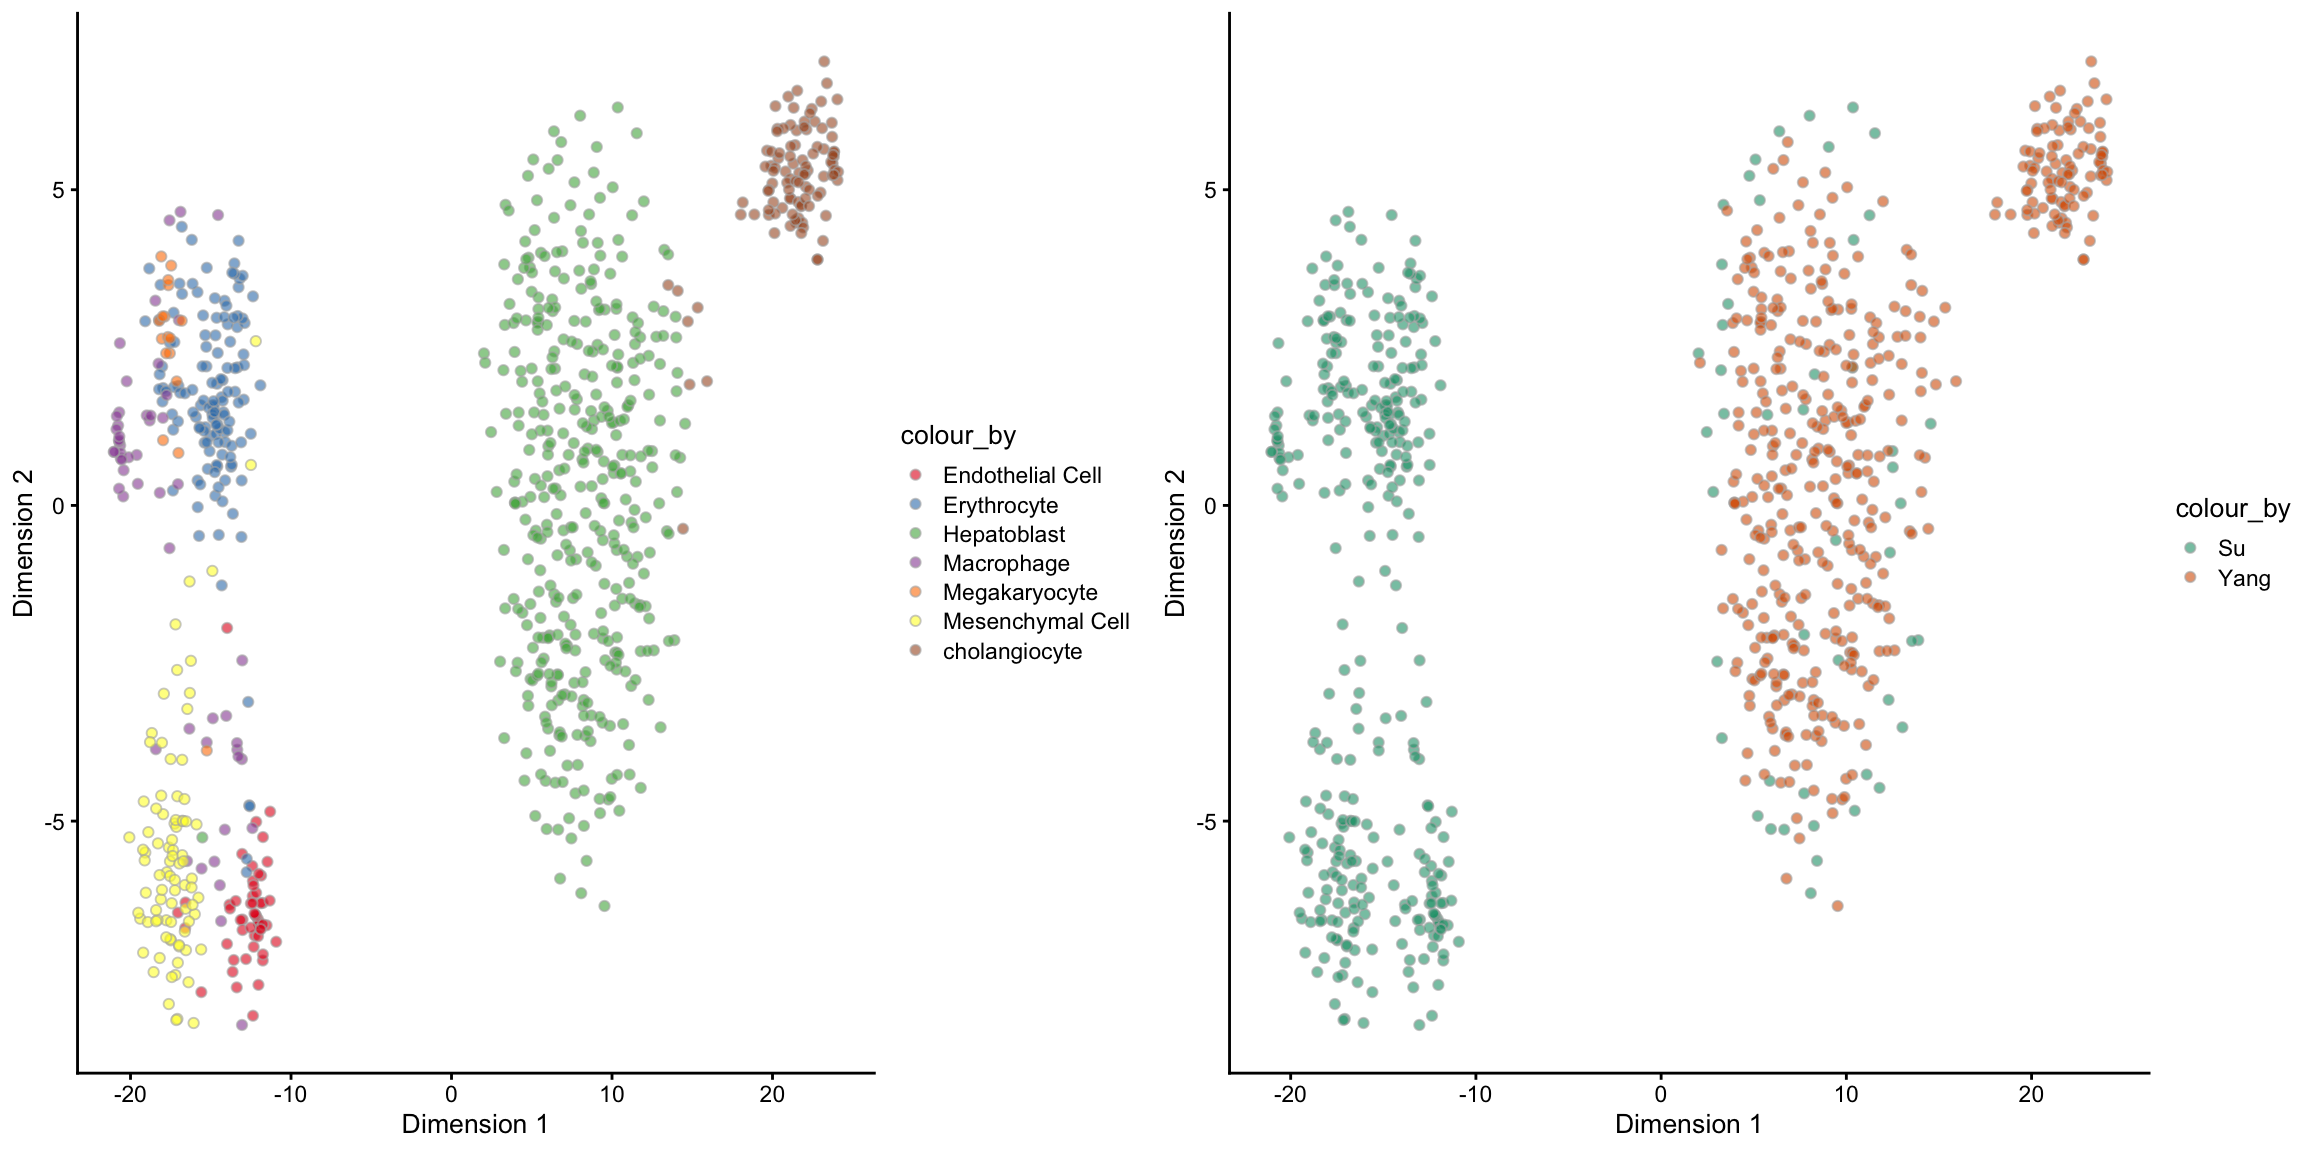 5
0
-5
-20
-10
0
10
20
Dimension 1
Dimension 2
colour_by
Endothelial Cell
Erythrocyte
Hepatoblast
Macrophage
Megakaryocyte
Mesenchymal Cell
cholangiocyte
5
0
-5
-20
-10
0
10
20
Dimension 1
Dimension 2
colour_by
Su
Yang